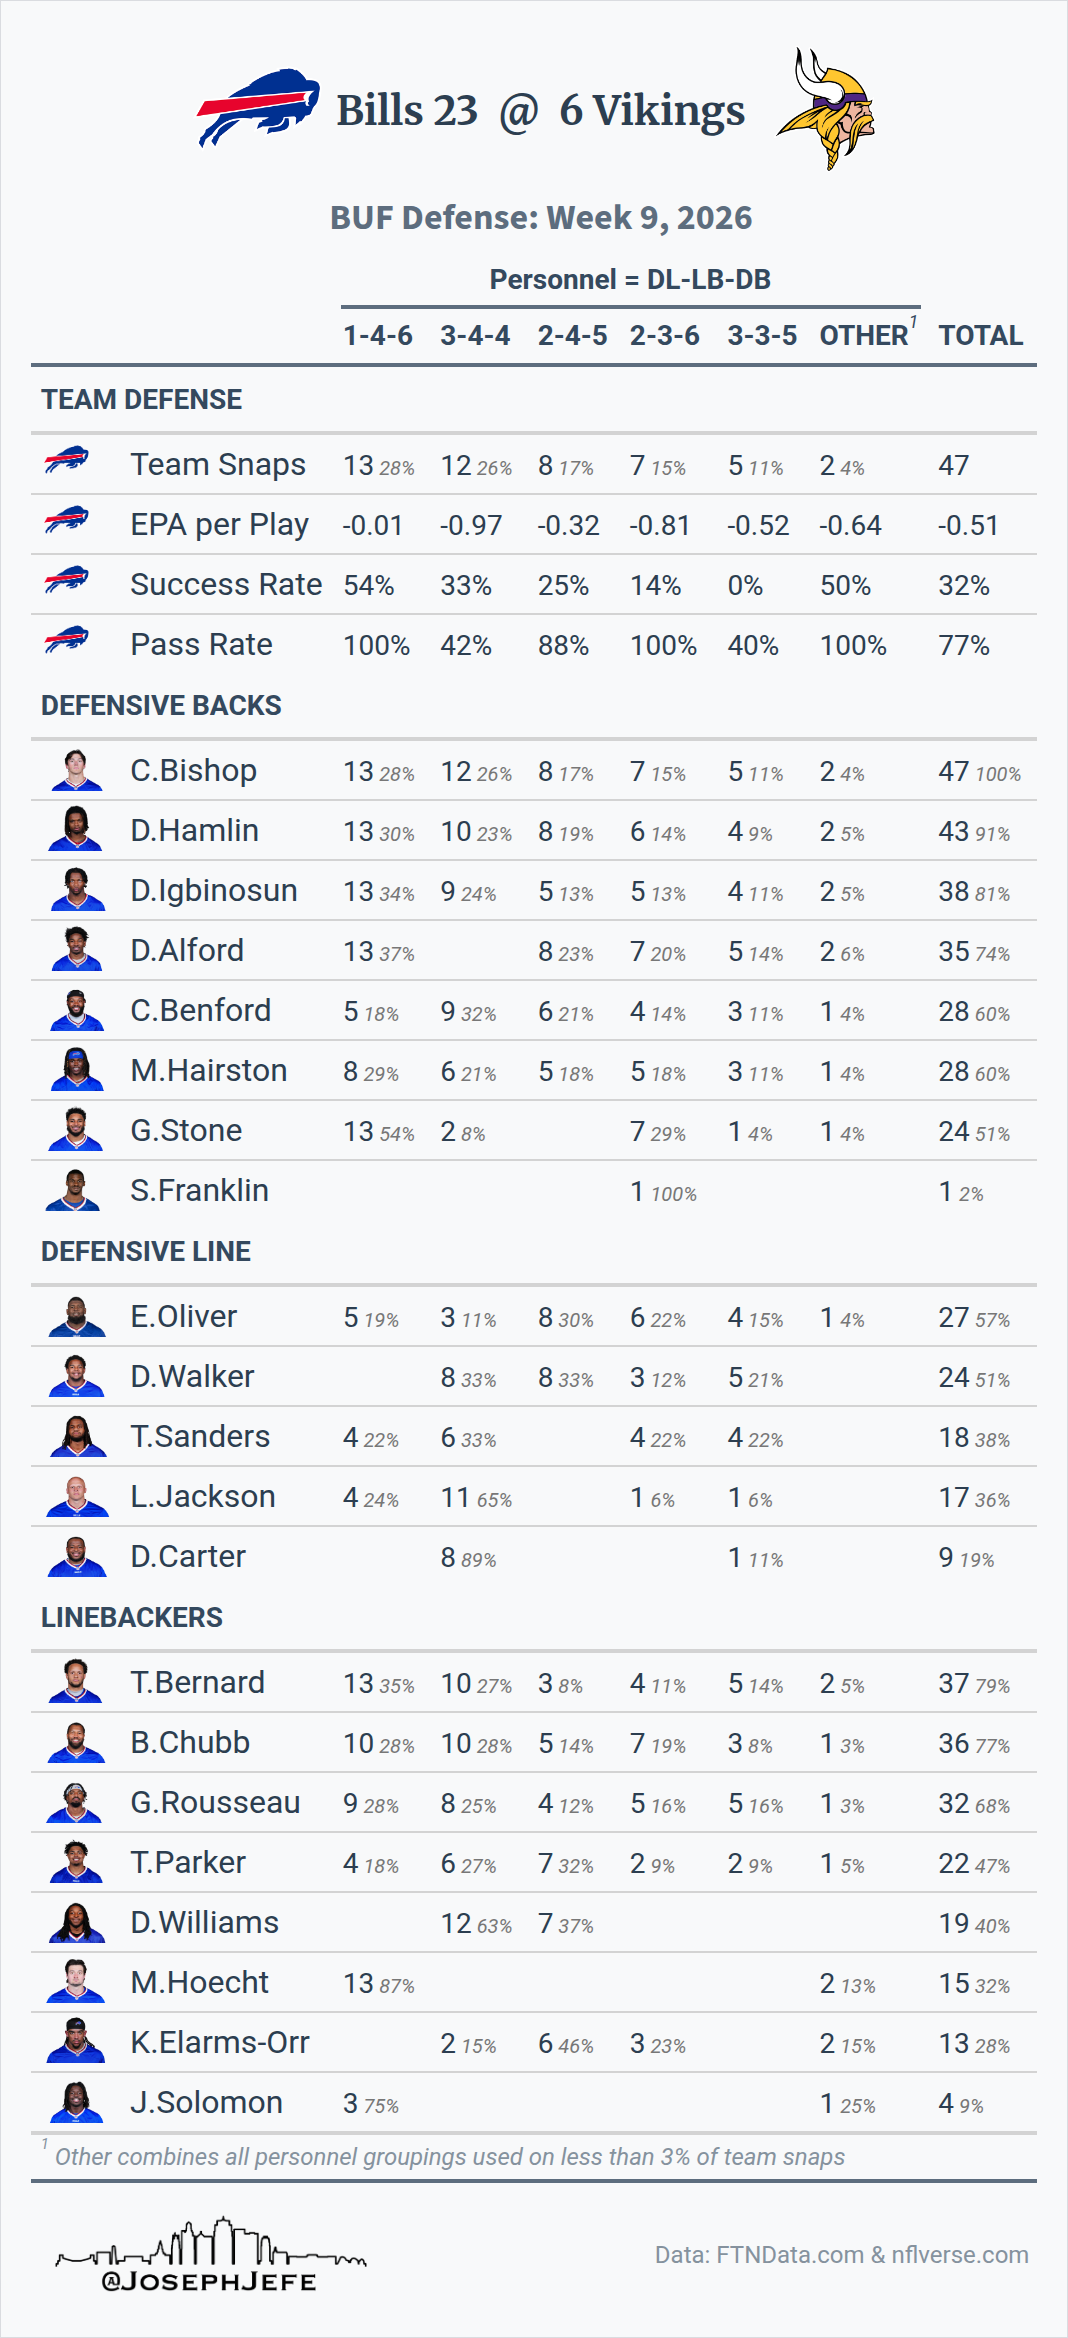 Bills 23 @ 6 Vikings
BUF Defense: Week 9, 2026
Personnel = DL-LB-DB
1-4-6 3-4-4 2-4-5 2-3-6 3-3-5 OTHER1 TOTAL
TEAM DEFENSE
Team Snaps 13 28% 12 26% 8 17% 7 15% 5 11% 2 4% 47
EPA per Play -0.01 -0.97 -0.32 -0.81 -0.52 -0.64 -0.51
Success Rate 54% 33% 25% 14% 0% 50% 32%
Pass Rate 100% 42% 88% 100% 40% 100% 77%
DEFENSIVE BACKS
C.Bishop 13 28% 12 26% 8 17% 7 15% 5 11% 2 4% 47 100%
D.Hamlin 13 30% 10 23% 8 19% 6 14% 4 9% 2 5% 43 91%
D.Igbinosun 13 34% 9 24% 5 13% 5 13% 4 11% 2 5% 38 81%
D.Alford 13 37% 8 23% 7 20% 5 14% 2 6% 35 74%
C.Benford 5 18% 9 32% 6 21% 4 14% 3 11% 1 4% 28 60%
M.Hairston 8 29% 6 21% 5 18% 5 18% 3 11% 1 4% 28 60%
G.Stone 13 54% 2 8% 7 29% 1 4% 1 4% 24 51%
S.Franklin 1 100% 1 2%
DEFENSIVE LINE
E.Oliver 5 19% 3 11% 8 30% 6 22% 4 15% 1 4% 27 57%
D.Walker 8 33% 8 33% 3 12% 5 21% 24 51%
T.Sanders 4 22% 6 33% 4 22% 4 22% 18 38%
L.Jackson 4 24% 11 65% 1 6% 1 6% 17 36%
D.Carter 8 89% 1 11% 9 19%
LINEBACKERS
T.Bernard 13 35% 10 27% 3 8% 4 11% 5 14% 2 5% 37 79%
B.Chubb 10 28% 10 28% 5 14% 7 19% 3 8% 1 3% 36 77%
G.Rousseau 9 28% 8 25% 4 12% 5 16% 5 16% 1 3% 32 68%
T.Parker 4 18% 6 27% 7 32% 2 9% 2 9% 1 5% 22 47%
D.Williams 12 63% 7 37% 19 40%
M.Hoecht 13 87% 2 13% 15 32%
K.Elarms-Orr 2 15% 6 46% 3 23% 2 15% 13 28%
J.Solomon 3 75% 1 25% 4 9%
1 Other combines all personnel groupings used on less than 3% of team snaps
@JosephJefe
Data: FTNData.com & nflverse.com